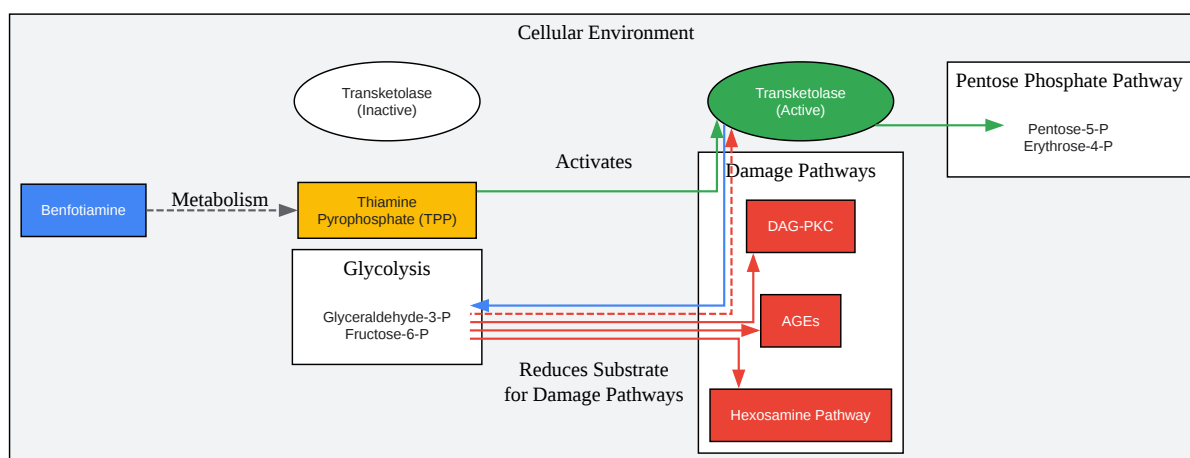 Cellular Environment
Transketolase
(Inactive)
Transketolase
(Active)
Pentose Phosphate Pathway
Pentose-5-P
Erythrose-4-P
Activates
Damage Pathways
Benfotiamine
Metabolism
Thiamine
Pyrophosphate (TPP)
DAG-PKC
Glycolysis
Glyceraldehyde-3-P
Fructose-6-P
AGEs
Reduces Substrate
for Damage Pathways
Hexosamine Pathway